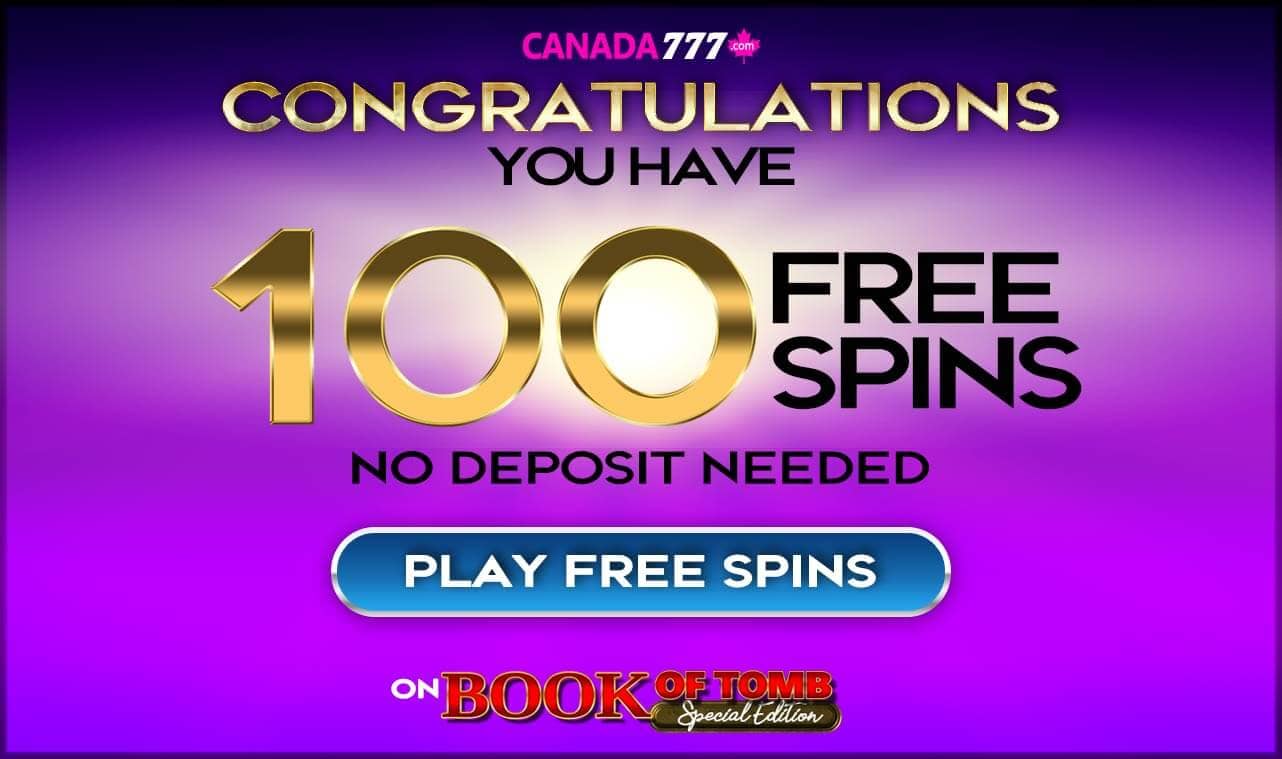 CANADA777.com
CONGRATULATIONS
YOU HAVE
100 FREE SPINS
NO DEPOSIT NEEDED
PLAY FREE SPINS
ON BOOK OF TOMB
Special Edition